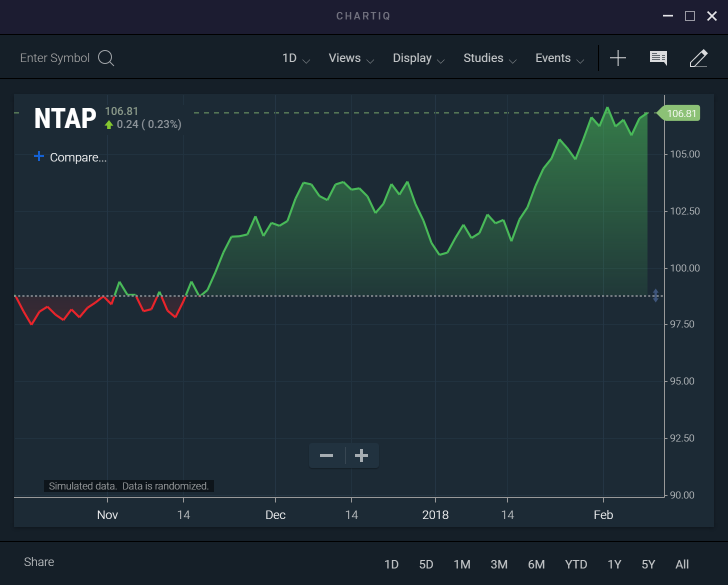 CHARTIQ
Enter Symbol 1D Views Display Studies Events
NTAP 106.81
0.24 ( 0.23%)
Compare...
106.81
105.00
102.50
100.00
97.50
95.00
92.50
90.00
Simulated data. Data is randomized.
Nov 14 Dec 14 2018 14 Feb
Share 1D 5D 1M 3M 6M YTD 1Y 5Y All